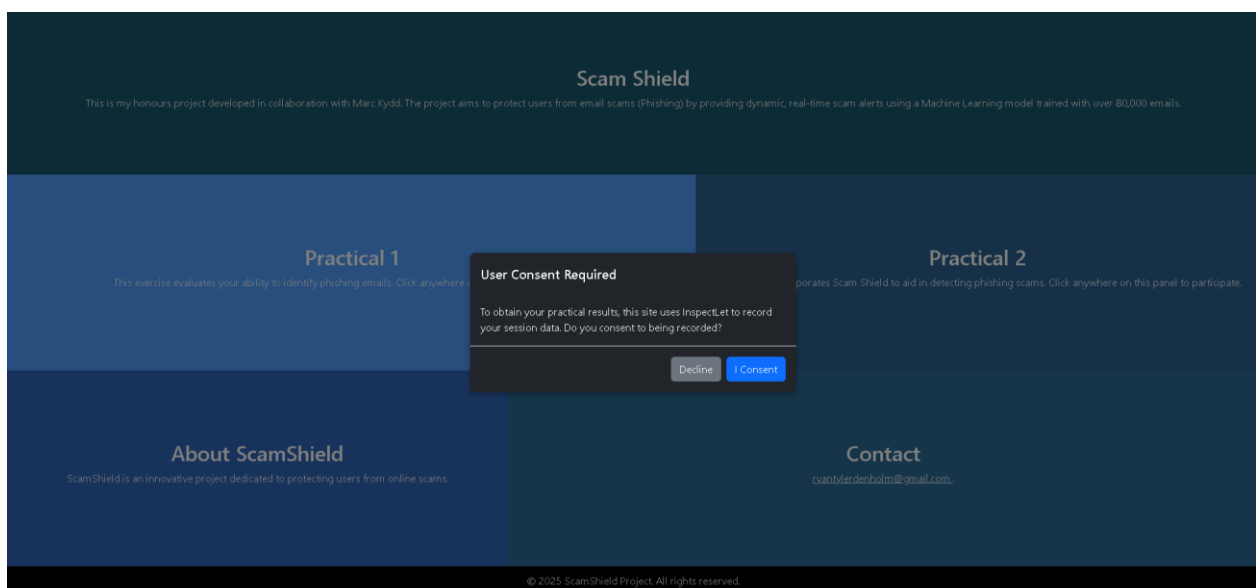 Scam Shield
This is my honours project developed in collaboration with Marc Kydd. The project aims to protect users from email scams (Phishing) by providing dynamic, real-time scam alerts using a Machine Learning model trained with over 80,000 emails.
Practical 1
This exercise evaluates your ability to identify phishing emails. Click anywhere
Practical 2
porates Scam Shield to aid in detecting phishing scams. Click anywhere on this panel to participate.
User Consent Required
To obtain your practical results, this site uses InspectLet to record
your session data. Do you consent to being recorded?
Decline
I Consent
About ScamShield
ScamShield is an innovative project dedicated to protecting users from online scams.
Contact
ryantylerdenholm@gmail.com .
© 2025 ScamShield Project. All rights reserved.